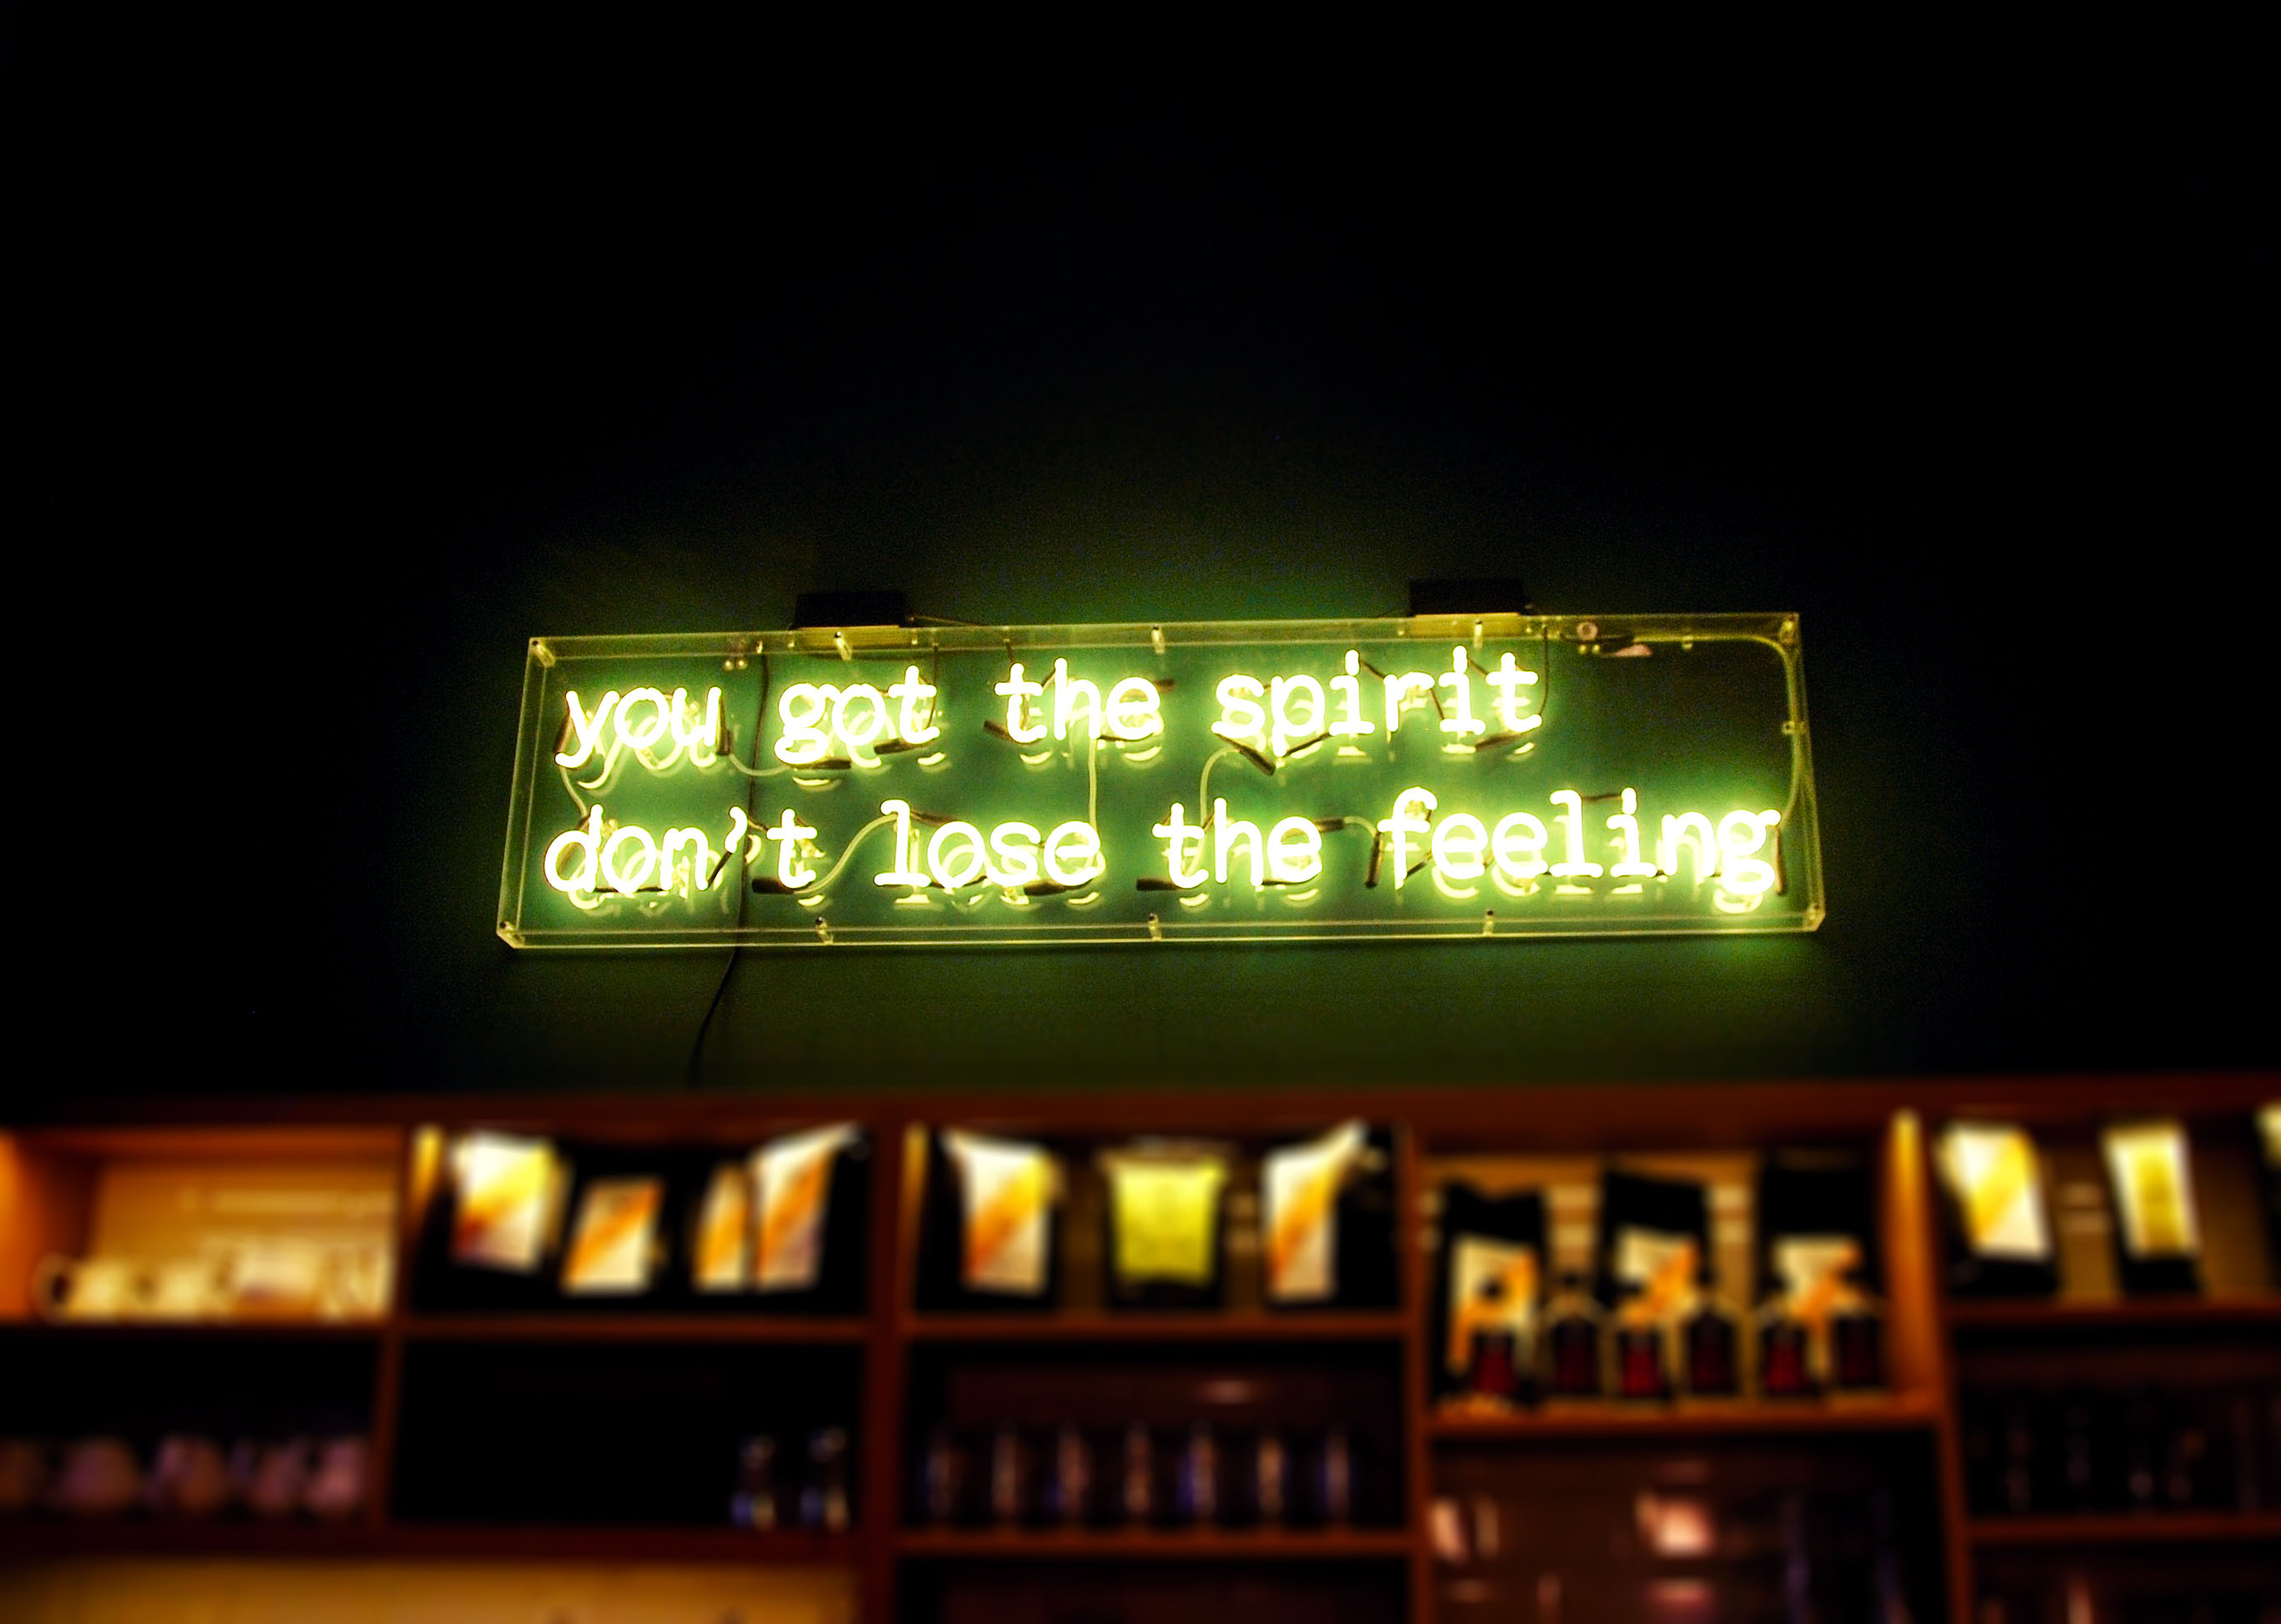 you got the spirit
don't lose the feeling